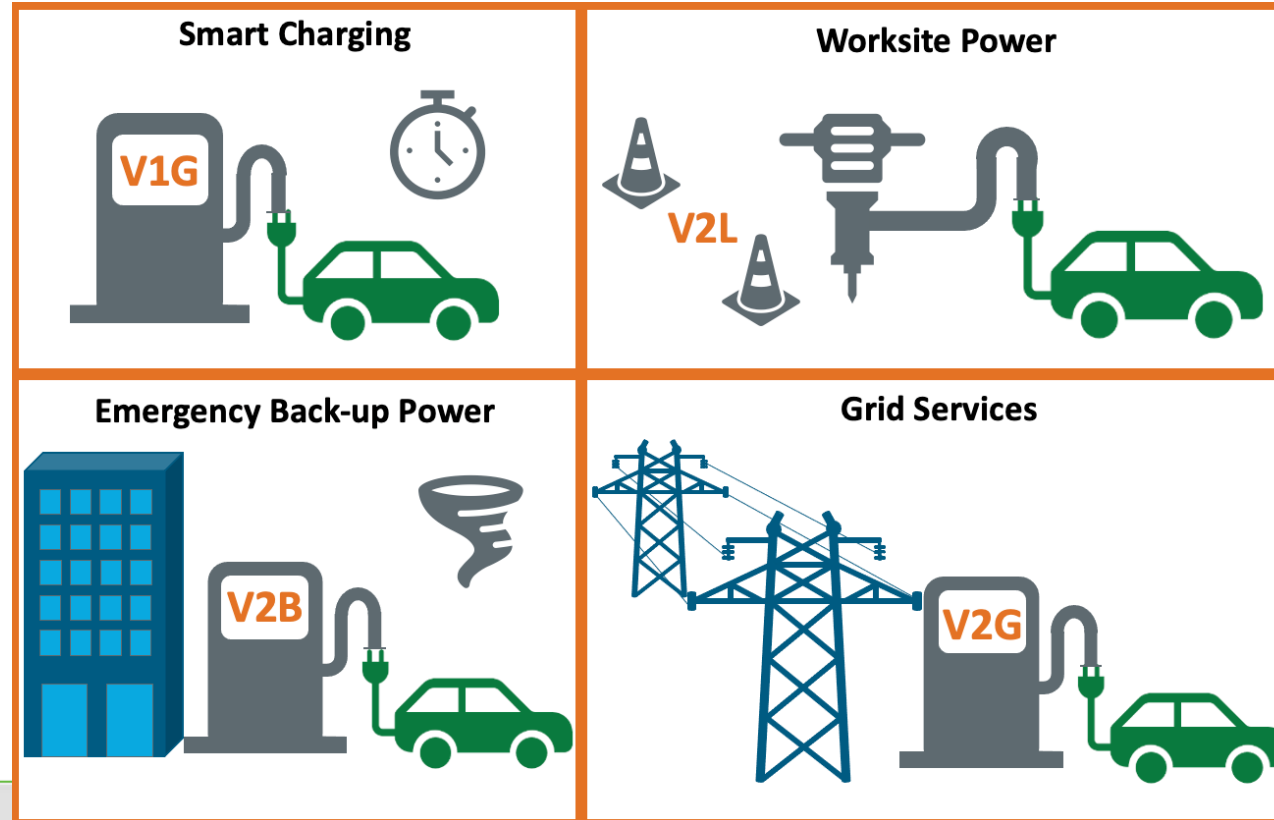 Smart Charging
V1G
Worksite Power
V2L
Emergency Back-up Power
V2B
Grid Services
V2G